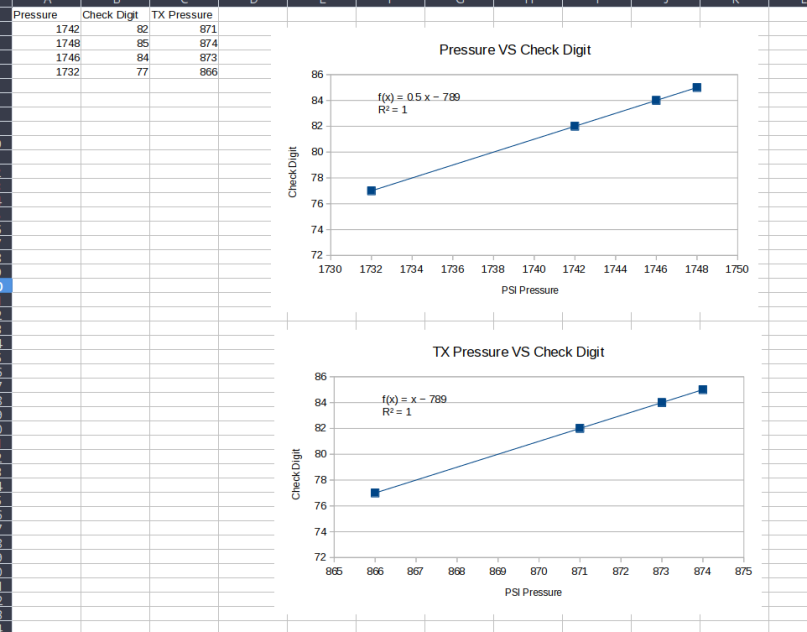 Pressure Check Digit TX Pressure
1742 82 871
1748 85 874
1746 84 873
1732 77 866
Pressure VS Check Digit
f(x) = 0.5 x − 789
R² = 1
86
84
82
80
78
76
74
72
1730 1732 1734 1736 1738 1740 1742 1744 1746 1748 1750
Check Digit
PSI Pressure
TX Pressure VS Check Digit
f(x) = x − 789
R² = 1
86
84
82
80
78
76
74
72
865 866 867 868 869 870 871 872 873 874 875
Check Digit
PSI Pressure